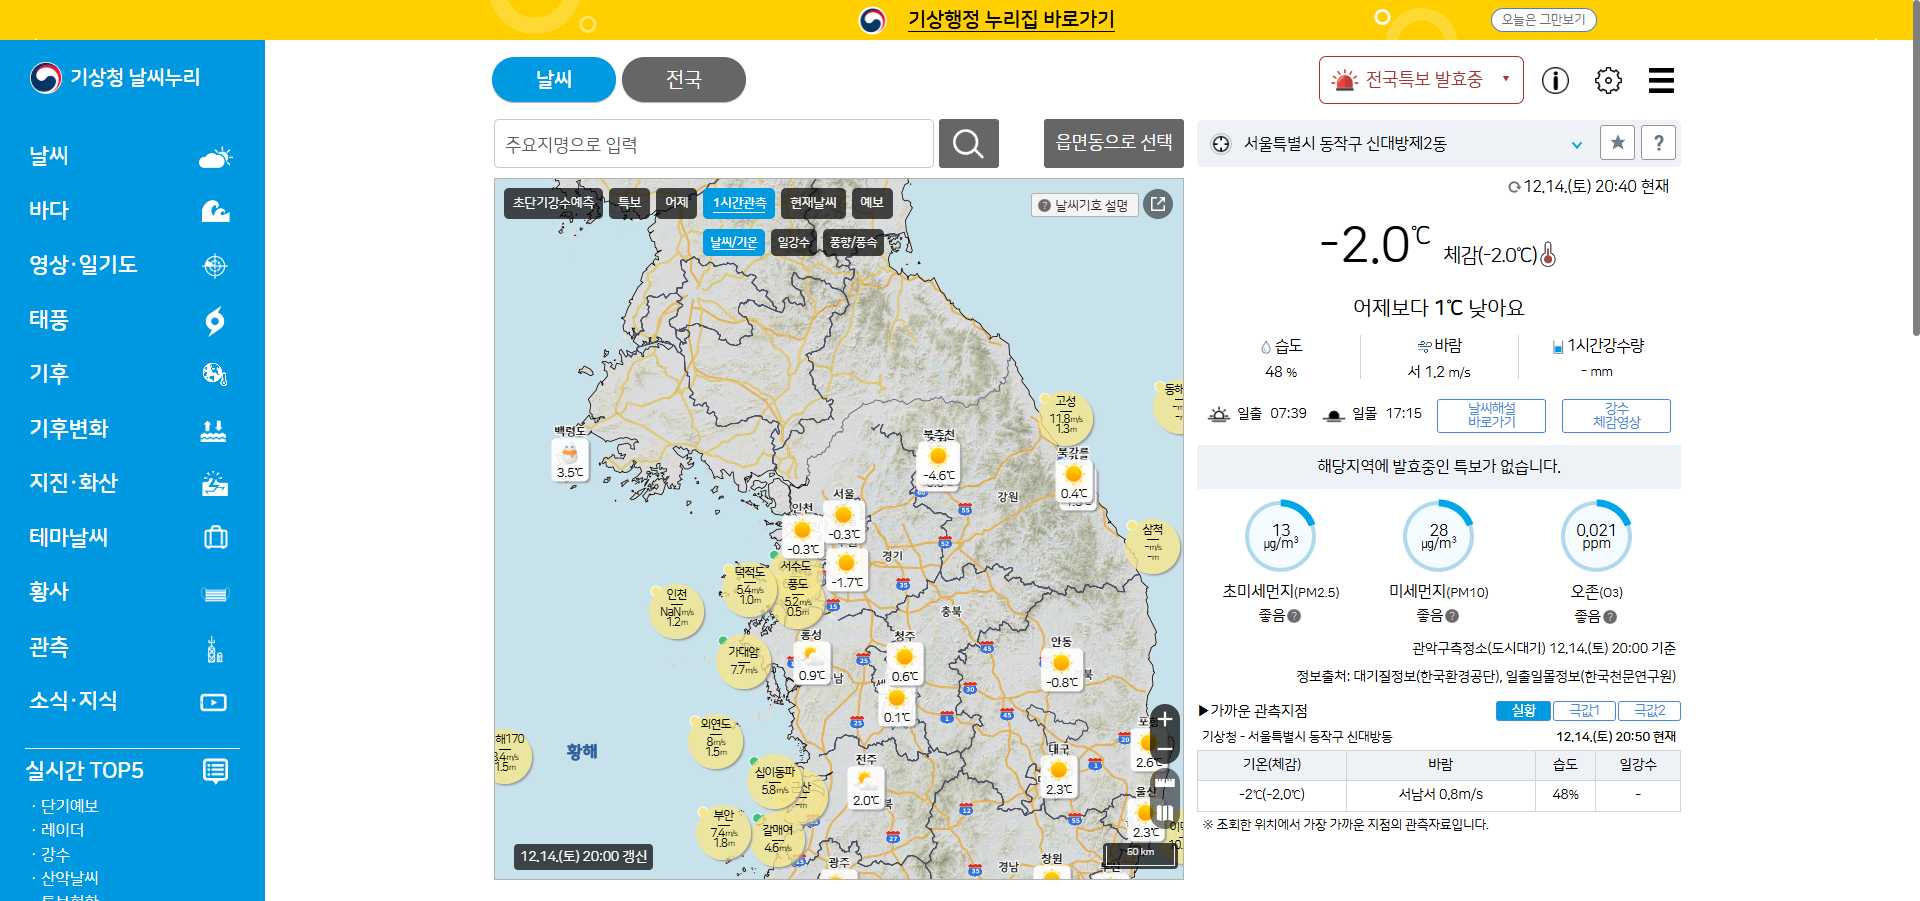 기상행정 누리집 바로가기
오늘은 그만보기
기상청 날씨누리
날씨
바다
영상·일기도
태풍
기후
기후변화
지진·화산
테마날씨
황사
관측
소식·지식
실시간 TOP5
· 단기예보
· 레이더
· 강수
· 산악날씨
날씨
전국
전국특보 발효중
주요지명으로 입력
읍면동으로 선택
초단기강수예측 특보 어제 1시간관측 현재날씨 예보
날씨/기온 일강수 풍향/풍속
? 날씨기호 설명
백령도
3.5℃
고성
11.8m/s
1.3m
동해
북춘천
-4.6℃
북강릉
0.4℃
강원
55
서울
-0.3℃
인천
-0.3℃
52
경기
-1.7℃
35
15
삼척
-m/s
-m
덕적도
5.4m/s
1.0m
서수도
풍도
5.2m/s
0.5m
인천
NaNm/s
1.2m
충북
홍성
0.9℃
가대암
7.7m/s
청주
0.6℃
25
45
안동
-0.8℃
30
0.1℃
25
1
45
외연도
8m/s
1.5m
해170
3.4m/s
1.5m
황해
포항
20
2.6℃
대구
2.3℃
1
십이동파
5.8m/s
전주
2.0℃
12
울산
2.3℃
55
부안
7.4m/s
1.8m
갈매여
4.6m/s
27
광주
35
경남
창원
60 km
12.14.(토) 20:00 갱신
서울특별시 동작구 신대방제2동
?
12.14.(토) 20:40 현재
-2.0℃ 체감(-2.0℃)
어제보다 1℃ 낮아요
습도
48 %
바람
서 1.2 m/s
1시간강수량
- mm
일출 07:39 일몰 17:15
날씨해설
바로가기
강수
체감영상
해당지역에 발효중인 특보가 없습니다.
13
μg/m³
초미세먼지(PM2.5)
좋음 ?
28
μg/m³
미세먼지(PM10)
좋음 ?
0.021
ppm
오존(O3)
좋음 ?
관악구측정소(도시대기) 12.14.(토) 20:00 기준
정보출처: 대기질정보(한국환경공단), 일출일몰정보(한국천문연구원)
▶가까운 관측지점
실황 극값1 극값2
기상청 - 서울특별시 동작구 신대방동
12.14.(토) 20:50 현재
기온(체감) 바람 습도 일강수
-2℃(-2.0℃) 서남서 0.8m/s 48% -
※ 조회한 위치에서 가장 가까운 지점의 관측자료입니다.